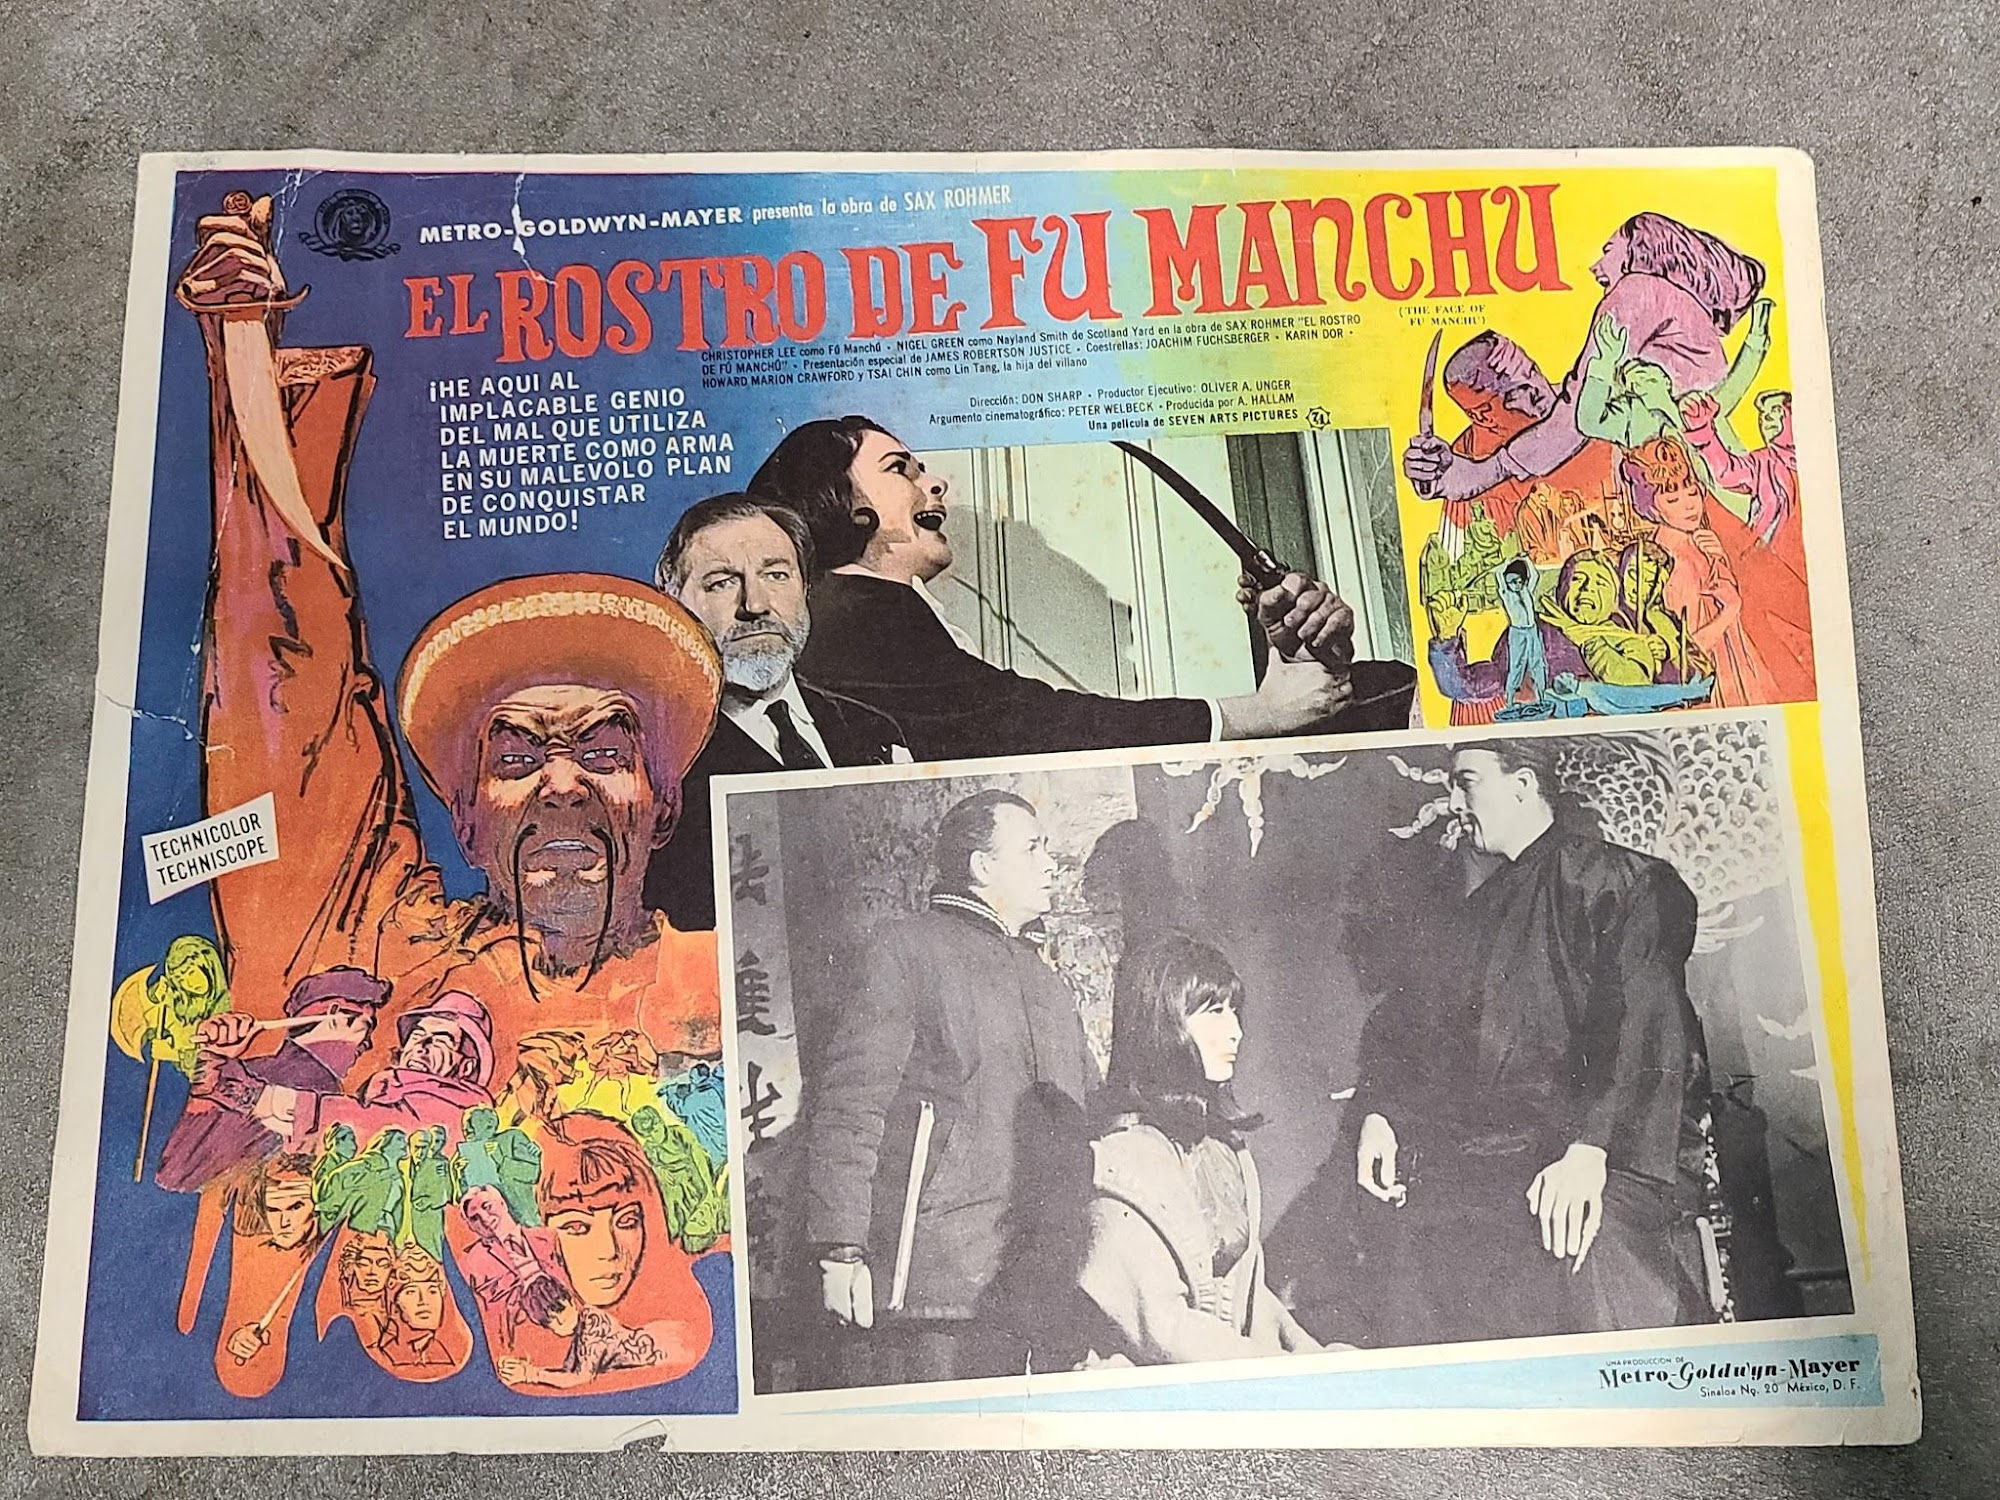 METRO-GOLDWYN-MAYER presenta la obra de SAX ROHMER
EL ROSTRO DE FU MANCHU
(THE FACE OF
FU MANCHU)
CHRISTOPHER LEE como Fú Manchú • NIGEL GREEN como Nayland Smith de Scotland Yard en la obra de SAX ROHMER "EL ROSTRO
DE FÚ MANCHÚ" • Presentación especial de JAMES ROBERTSON JUSTICE • Coestrellas: JOACHIM FUCHSBERGER • KARIN DOR •
HOWARD MARION CRAWFORD y TSAI CHIN como Lin Tang, la hija del villano
Dirección: DON SHARP • Productor Ejecutivo: OLIVER A. UNGER
Argumento cinematográfico: PETER WELBECK • Producida por A. HALLAM
Una película de SEVEN ARTS PICTURES
¡HE AQUI AL
IMPLACABLE GENIO
DEL MAL QUE UTILIZA
LA MUERTE COMO ARMA
EN SU MALEVOLO PLAN
DE CONQUISTAR
EL MUNDO!
TECHNICOLOR
TECHNISCOPE
UNA PRODUCCION DE
Metro-Goldwyn-Mayer
Sinaloa No. 20 México, D. F.